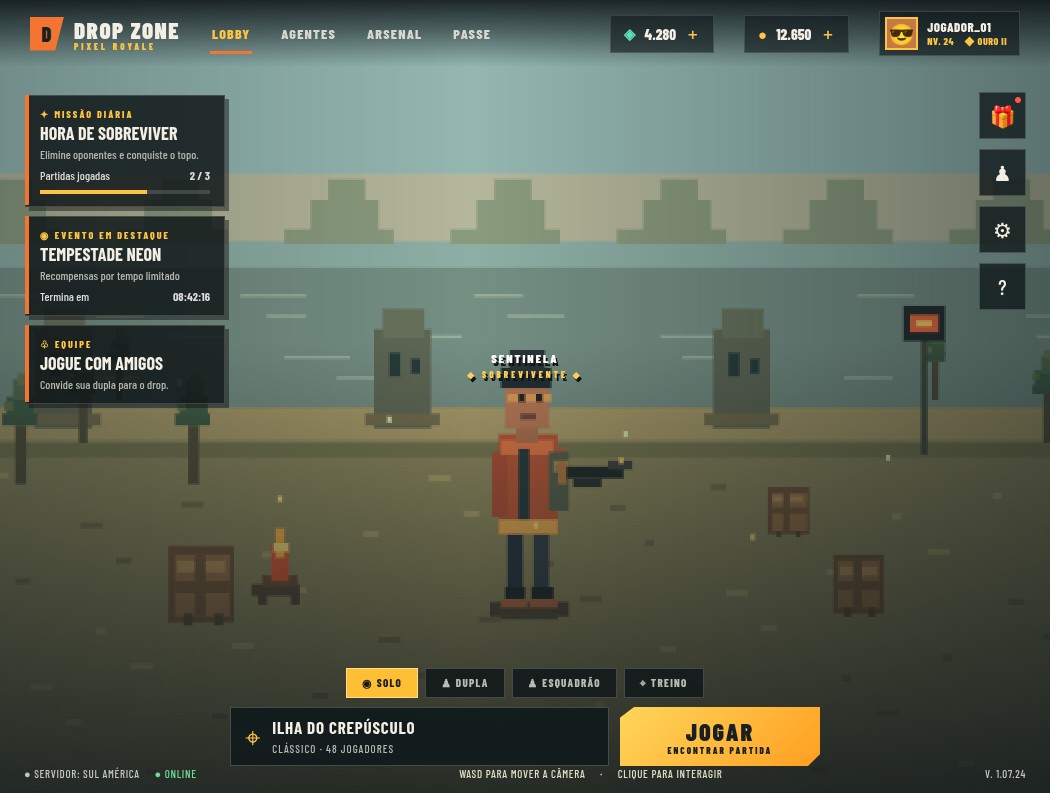 D
DROP ZONE
PIXEL ROYALE
LOBBY
AGENTES
ARSENAL
PASSE
4.280 +
12.650 +
JOGADOR_01
NV. 24 ◆ OURO II
✦ MISSÃO DIÁRIA
HORA DE SOBREVIVER
Elimine oponentes e conquiste o topo.
Partidas jogadas 2 / 3
◉ EVENTO EM DESTAQUE
TEMPESTADE NEON
Recompensas por tempo limitado
Termina em 08:42:16
♧ EQUIPE
JOGUE COM AMIGOS
Convide sua dupla para o drop.
?
SENTINELA
◆ SOBREVIVENTE ◆
◉ SOLO
♟ DUPLA
♟ ESQUADRÃO
⌖ TREINO
ILHA DO CREPÚSCULO
CLÁSSICO · 48 JOGADORES
JOGAR
ENCONTRAR PARTIDA
● SERVIDOR: SUL AMÉRICA ● ONLINE
WASD PARA MOVER A CÂMERA · CLIQUE PARA INTERAGIR
V. 1.07.24